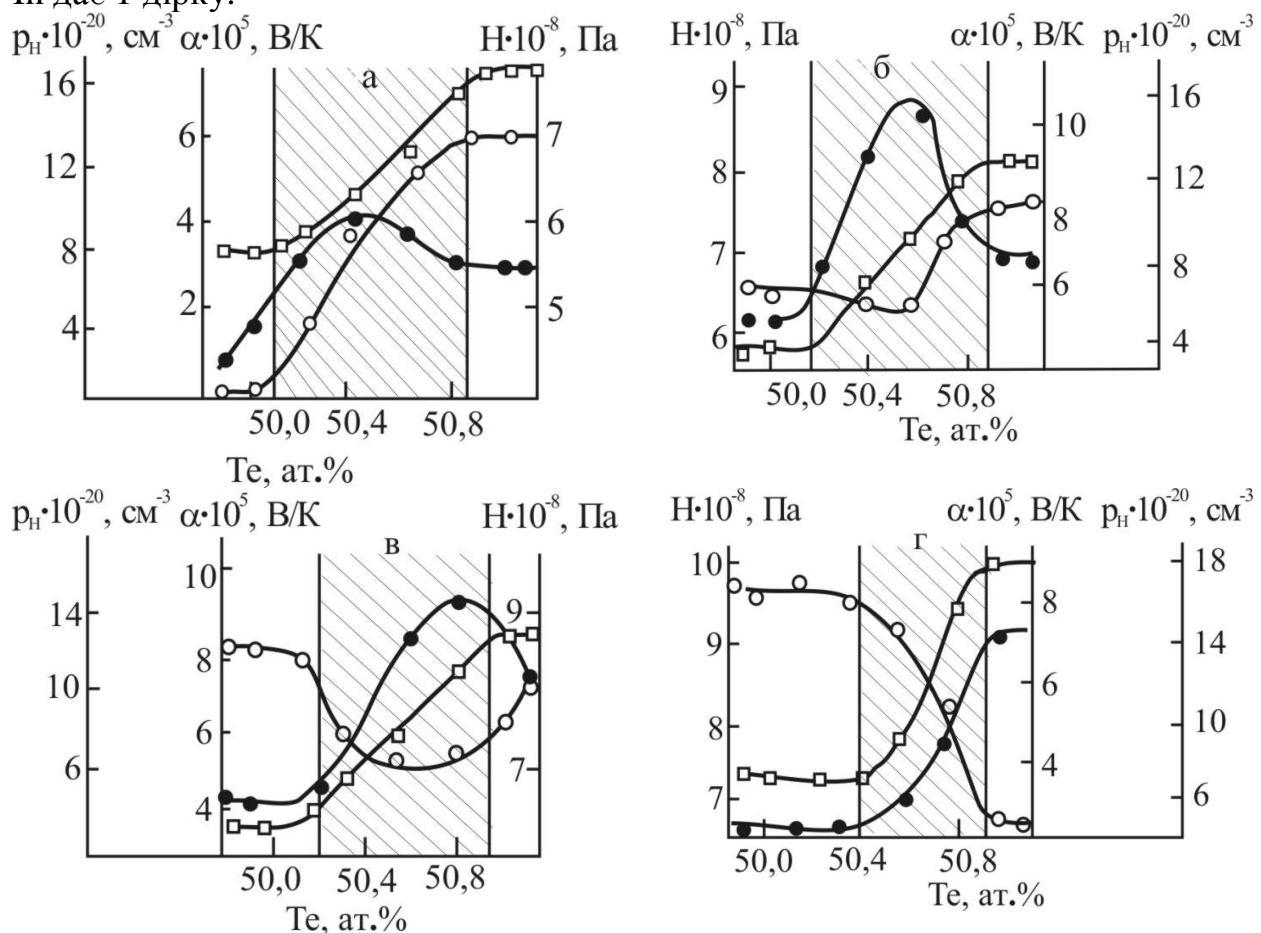 In дає 1 дірку.
p_H·10^-20, см^-3 α·10^5, В/К H·10^-8, Па
а
16
12
8
4
6
4
2
7
6
5
50,0 50,4 50,8
Te, ат.%
H·10^-8, Па α·10^5, В/К p_H·10^-20, см^-3
б
9
8
7
6
10
8
6
16
12
8
4
50,0 50,4 50,8
Te, ат.%
p_H·10^-20, см^-3 α·10^5, В/К H·10^-8, Па
в
14
10
6
10
8
6
4
9
7
50,0 50,4 50,8
Te, ат.%
H·10^-8, Па α·10^5, В/К p_H·10^-20, см^-3
г
10
9
8
7
8
6
4
18
14
10
6
50,0 50,4 50,8
Te, ат.%